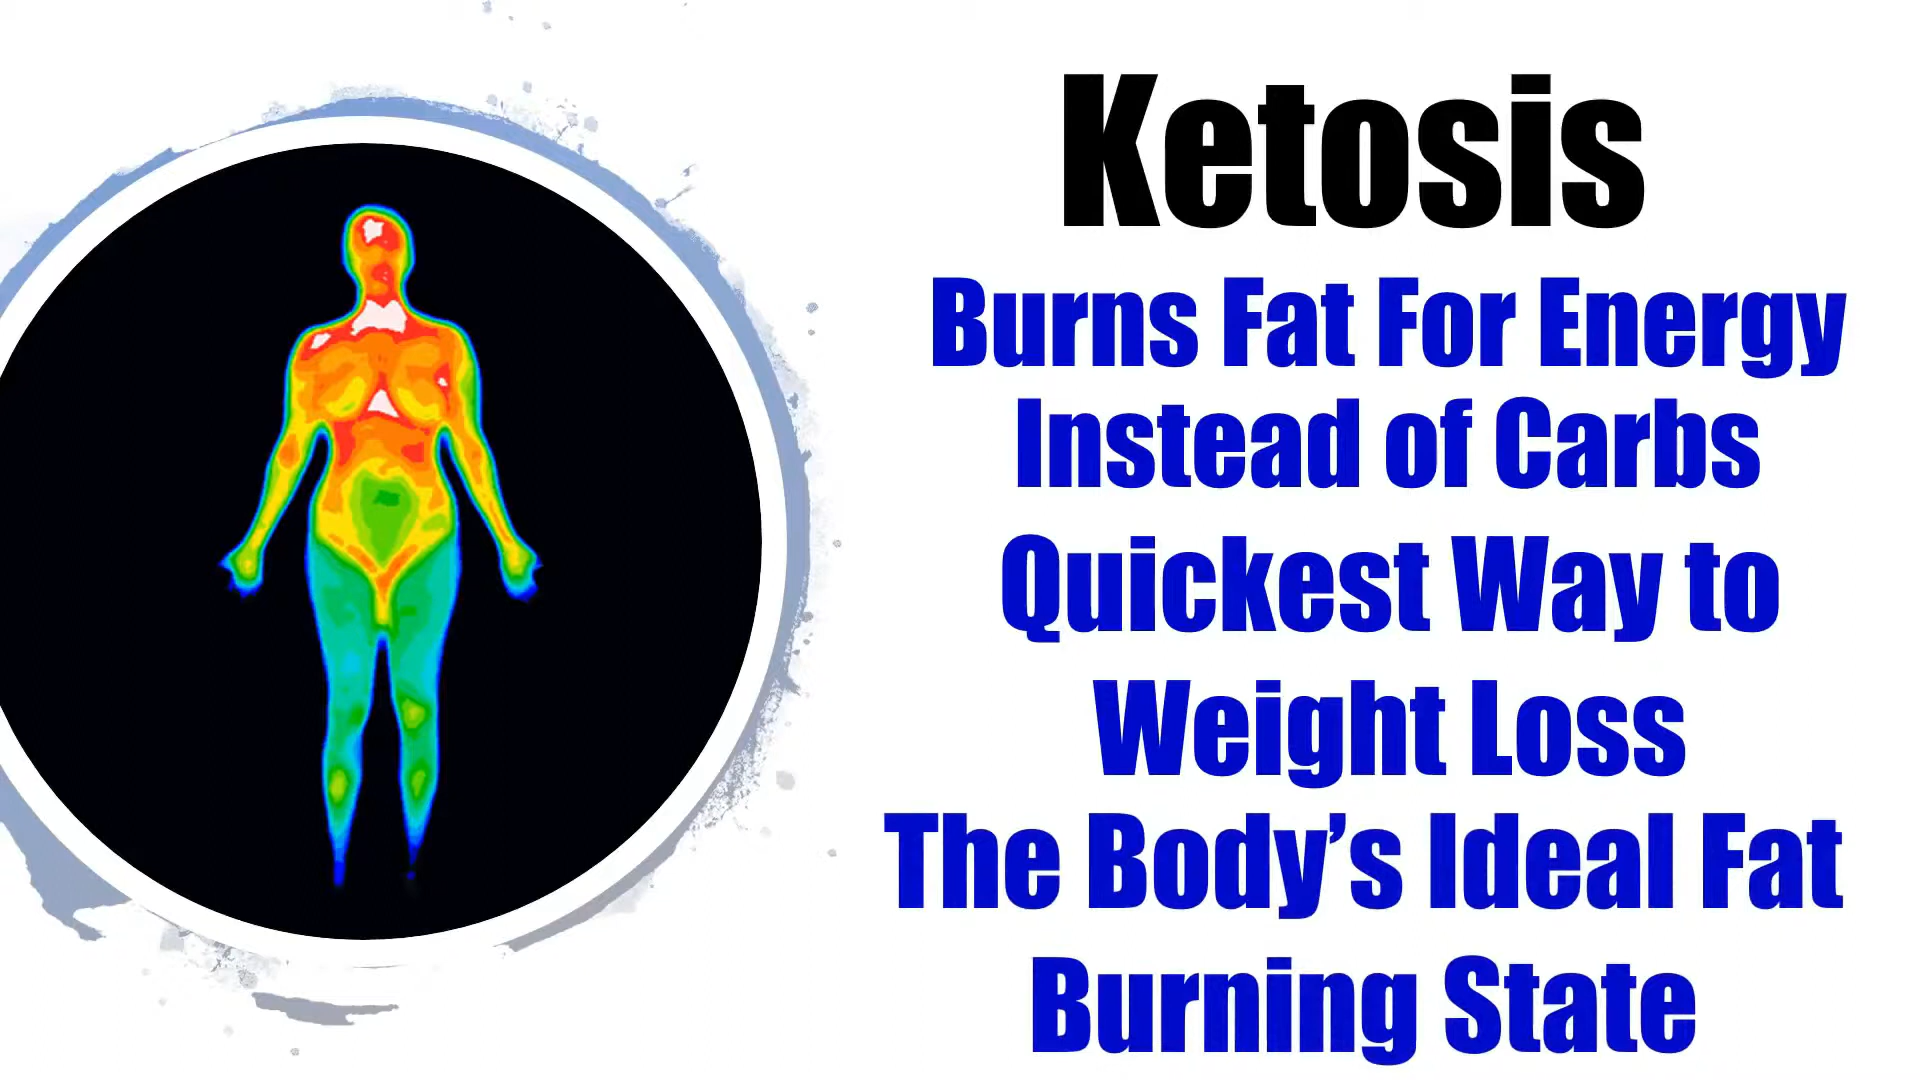 Ketosis
Burns Fat For Energy
Instead of Carbs
Quickest Way to
Weight Loss
The Body’s Ideal Fat
Burning State